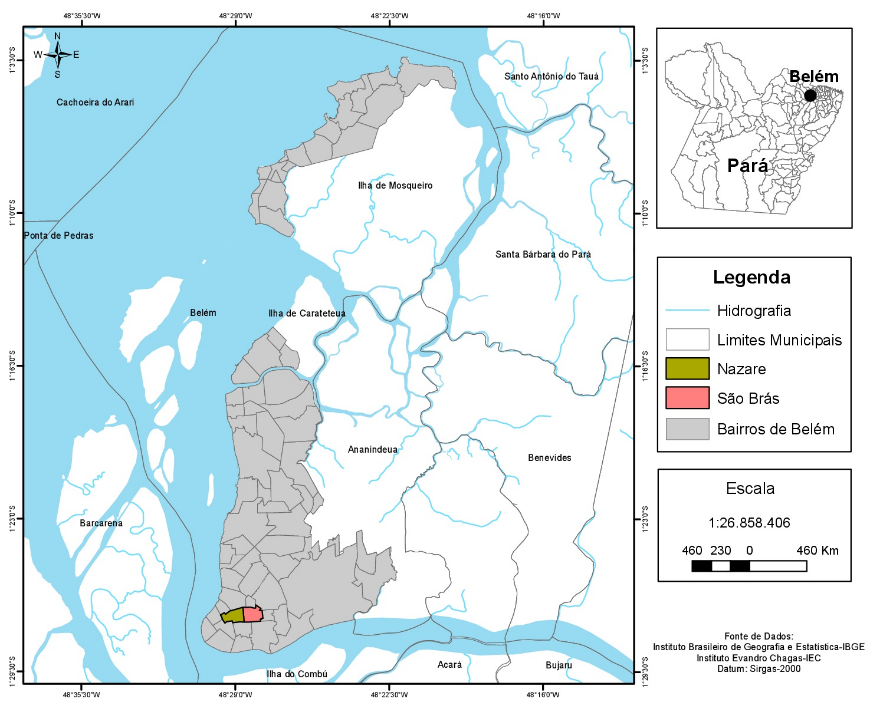 48°35'30"W 48°29'0"W 48°22'30"W 48°16'0"W
1°3'30"S
1°10'0"S
1°16'30"S
1°23'0"S
1°29'30"S
N
W E
S
Cachoeira do Arari
Santo Antônio do Tauá
Ilha de Mosqueiro
Ponta de Pedras
Santa Bárbara do Pará
Belém
Ilha de Carateteua
Ananindeua
Benevides
Barcarena
Ilha do Combú
Acará
Bujaru
1°3'30"S
1°10'0"S
1°16'30"S
1°23'0"S
1°29'30"S
48°35'30"W 48°29'0"W 48°22'30"W 48°16'0"W
Belém
Pará
Legenda
Hidrografia
Limites Municipais
Nazare
São Brás
Bairros de Belém
Escala
1:26.858.406
460 230 0 460 Km
Fonte de Dados:
Instituto Brasileiro de Geografia e Estatistica-IBGE
Instituto Evandro Chagas-IEC
Datum: Sirgas-2000